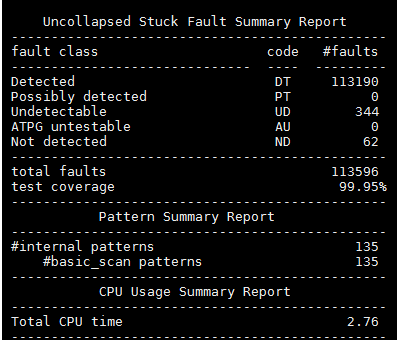 Uncollapsed Stuck Fault Summary Report
-----------------------------------------------
fault class                     code   #faults
------------------------------  ----  ---------
Detected                         DT     113190
Possibly detected                PT          0
Undetectable                     UD        344
ATPG untestable                  AU          0
Not detected                     ND         62
-----------------------------------------------
total faults                            113596
test coverage                            99.95%
-----------------------------------------------
Pattern Summary Report
-----------------------------------------------
#internal patterns                         135
#basic_scan patterns                       135
-----------------------------------------------
CPU Usage Summary Report
-----------------------------------------------
Total CPU time                            2.76
-----------------------------------------------